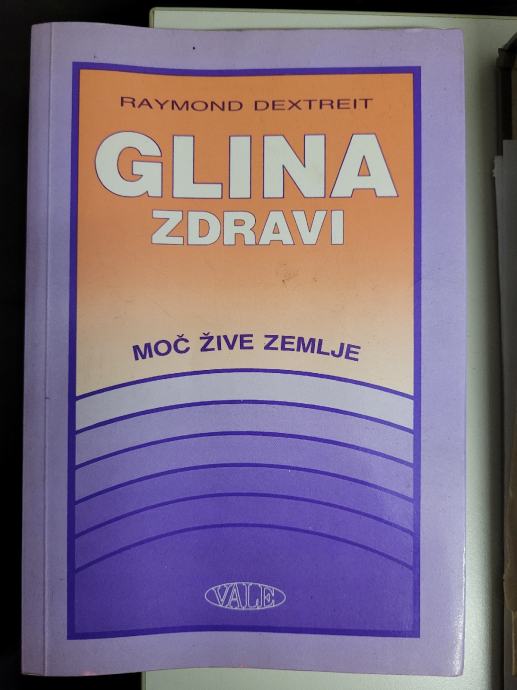 RAYMOND DEXTREIT
GLINA
ZDRAVI
MOČ ŽIVE ZEMLJE
VALE